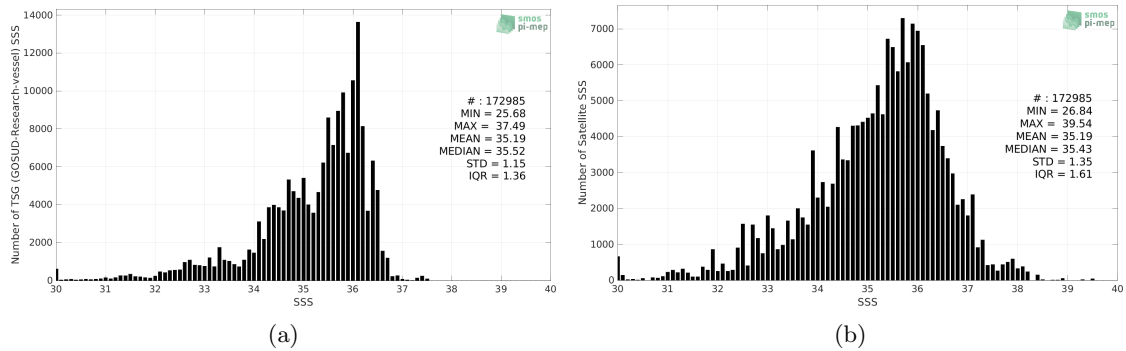 14000
12000
10000
8000
6000
4000
2000
0
Number of TSG (GOSUD-Research-vessel) SSS
smos
pi-mep
# : 172985
MIN = 25.68
MAX = 37.49
MEAN = 35.19
MEDIAN = 35.52
STD = 1.15
IQR = 1.36
30 31 32 33 34 35 36 37 38 39 40
SSS
(a)
7000
6000
5000
4000
3000
2000
1000
0
Number of Satellite SSS
smos
pi-mep
# : 172985
MIN = 26.84
MAX = 39.54
MEAN = 35.19
MEDIAN = 35.43
STD = 1.35
IQR = 1.61
30 31 32 33 34 35 36 37 38 39 40
SSS
(b)